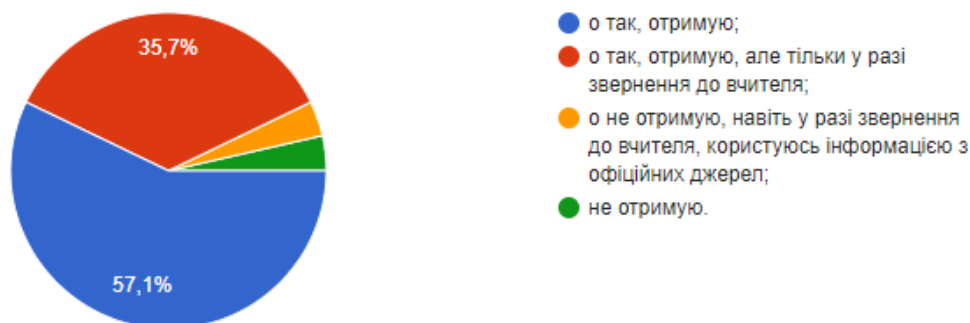 35,7%
57,1%
о так, отримую;
о так, отримую, але тільки у разі
звернення до вчителя;
о не отримую, навіть у разі звернення
до вчителя, користуюсь інформацією з
офіційних джерел;
не отримую.